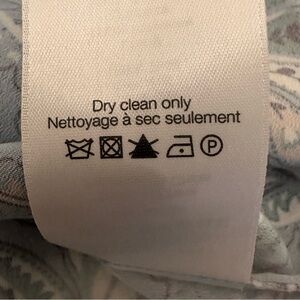 Dry clean only
Nettoyage à sec seulement
P